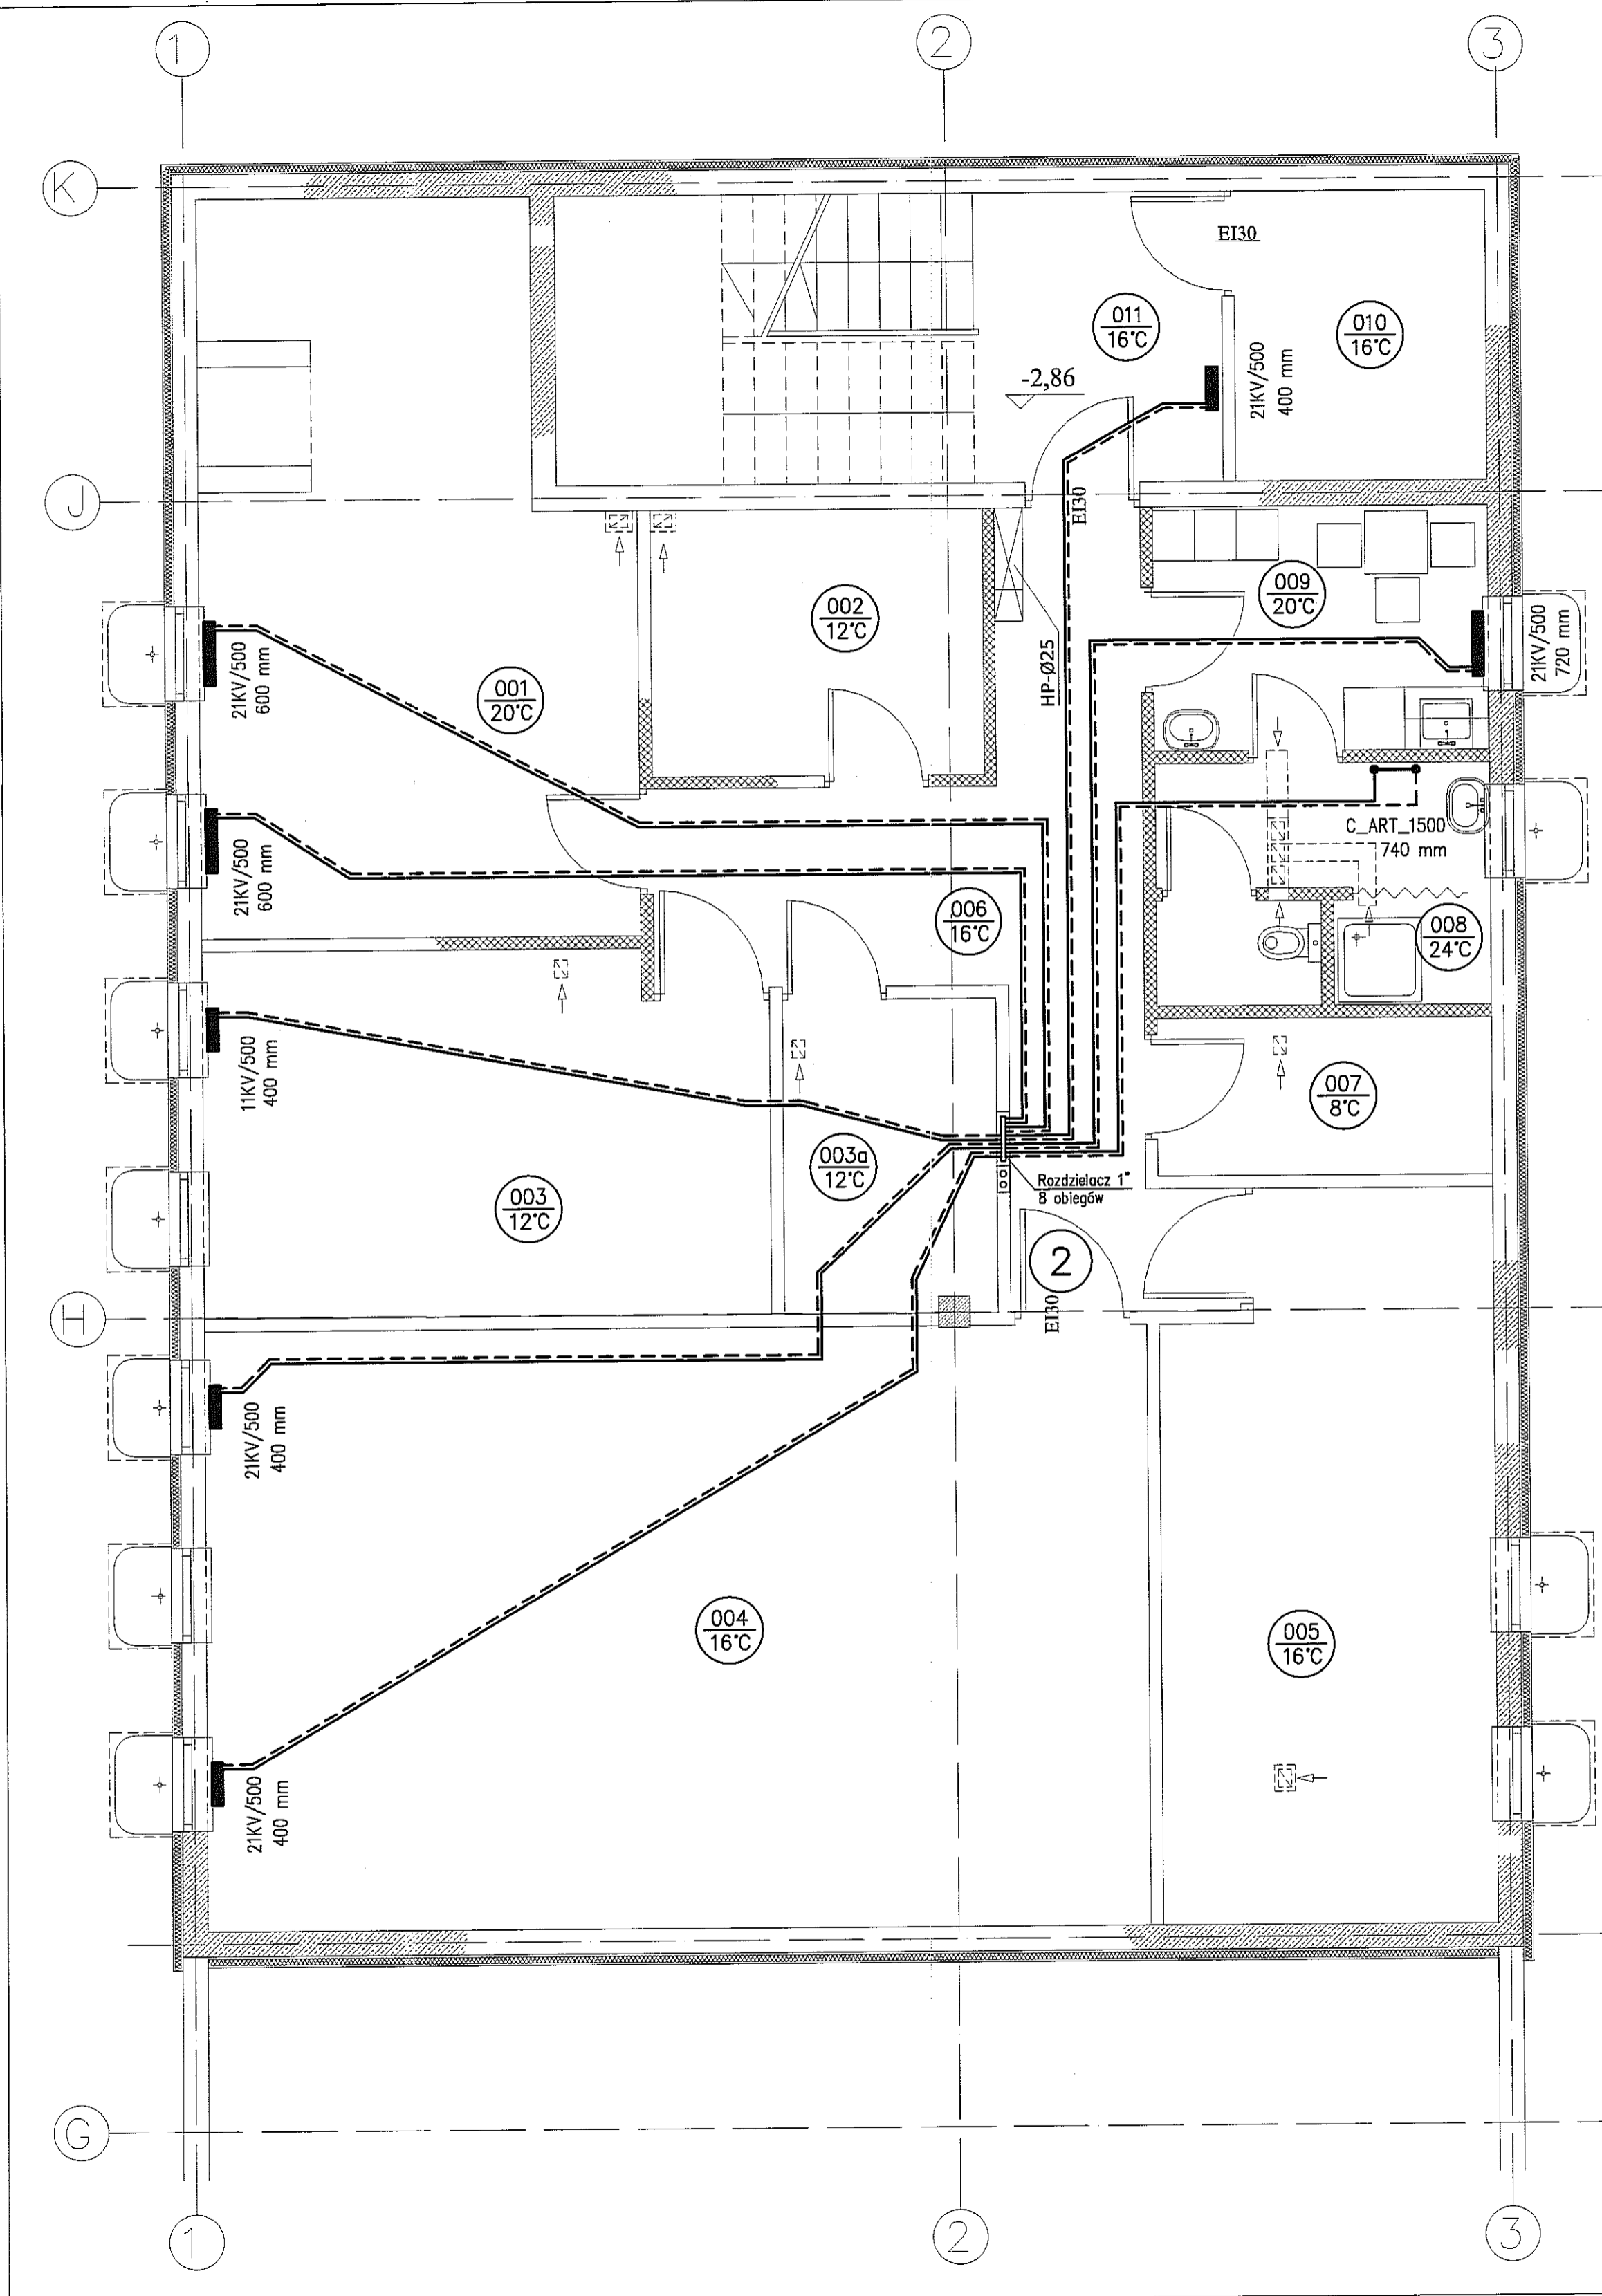 1
2
3
K
EI30
011
16°C
010
16°C
21KV/500
400 mm
-2,86
J
EI30
009
20°C
002
12°C
HP-Ø25
21KV/500
720 mm
21KV/500
600 mm
001
20°C
C_ART_1500
740 mm
21KV/500
600 mm
006
16°C
008
24°C
11KV/500
400 mm
007
8°C
003a
12°C
Rozdzielacz 1"
8 obiegów
003
12°C
2
EI30
H
21KV/500
400 mm
004
16°C
005
16°C
21KV/500
400 mm
G
1
2
3